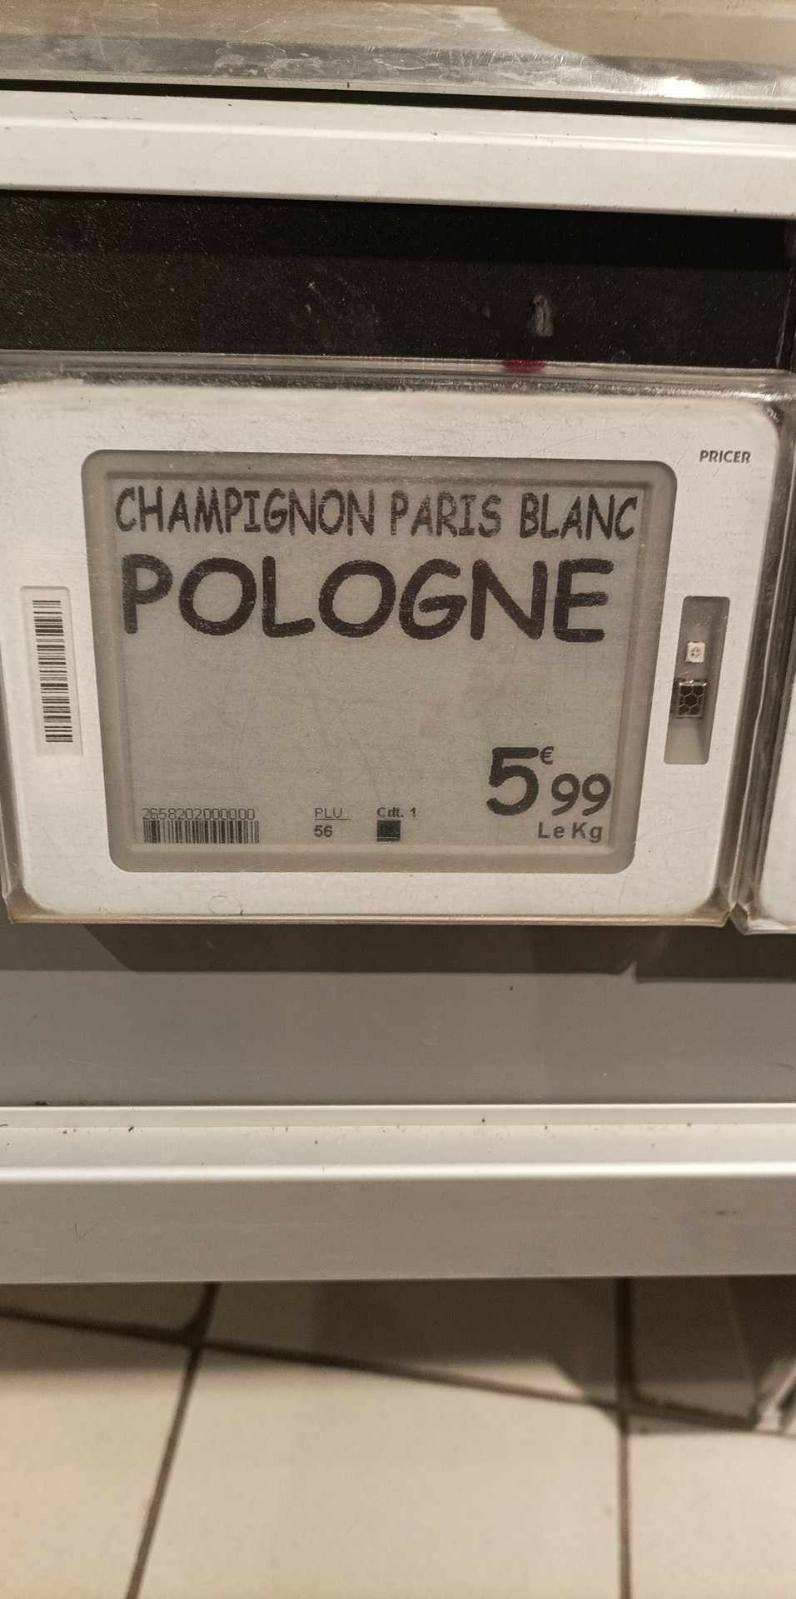 PRICER
CHAMPIGNON PARIS BLANC
POLOGNE
5€99
Le Kg
2658202000000
PLU
56
Cdt. 1